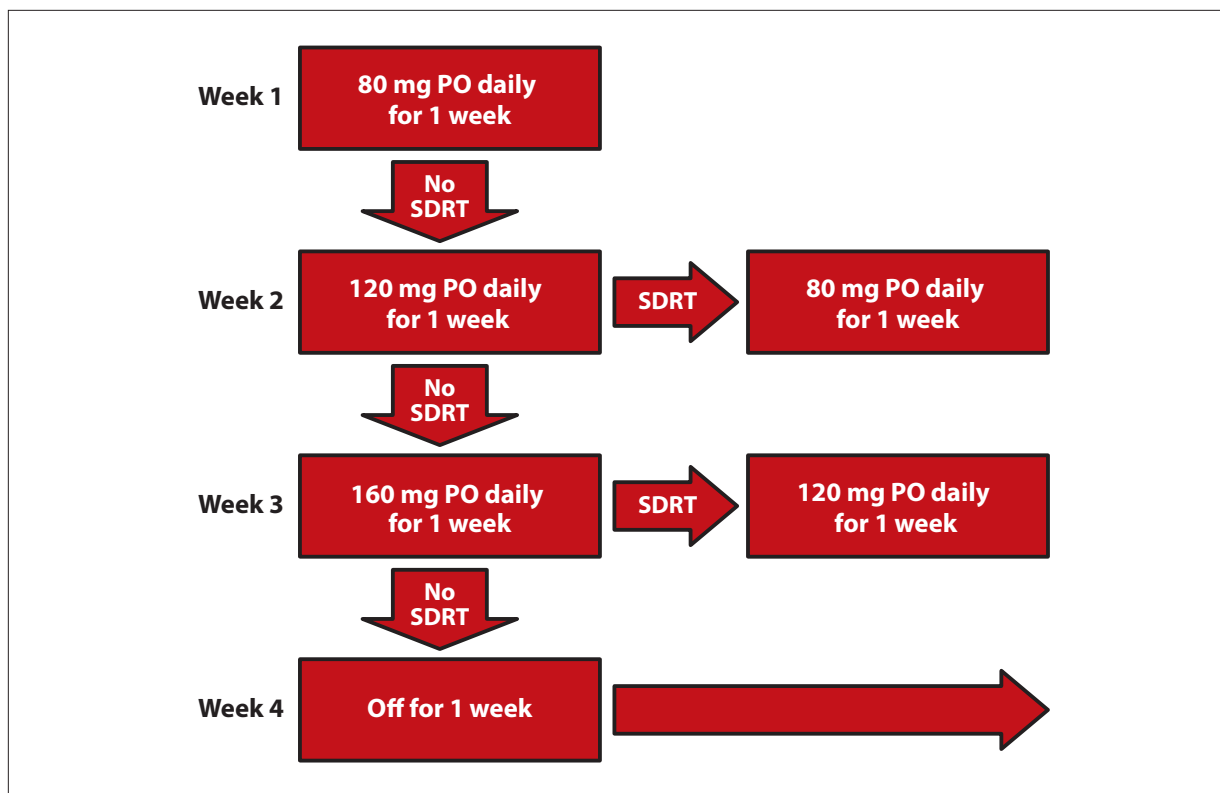 Week 1
80 mg PO daily
for 1 week
No
SDRT
Week 2
120 mg PO daily
for 1 week
SDRT
80 mg PO daily
for 1 week
No
SDRT
Week 3
160 mg PO daily
for 1 week
SDRT
120 mg PO daily
for 1 week
No
SDRT
Week 4
Off for 1 week